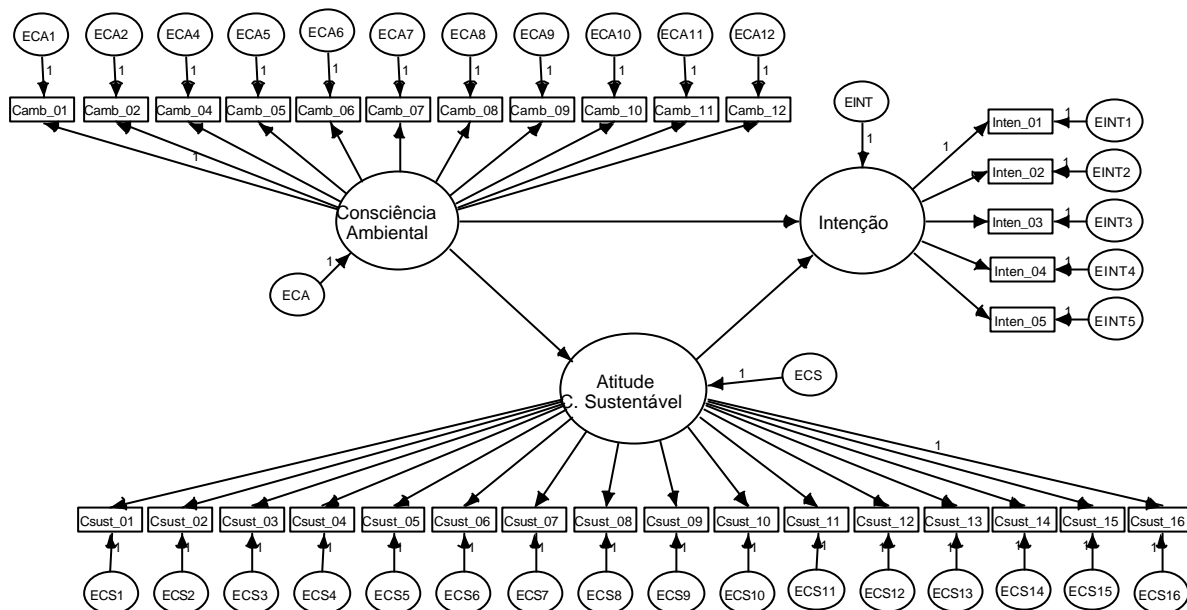 ECA1 ECA2 ECA4 ECA5 ECA6 ECA7 ECA8 ECA9 ECA10 ECA11 ECA12
1 1 1 1 1 1 1 1 1 1 1
Camb_01 Camb_02 Camb_04 Camb_05 Camb_06 Camb_07 Camb_08 Camb_09 Camb_10 Camb_11 Camb_12
1
Consciência
Ambiental
1
ECA
EINT
1
Intenção
1
Inten_01 1 EINT1
Inten_02 1 EINT2
Inten_03 1 EINT3
Inten_04 1 EINT4
Inten_05 1 EINT5
Atitude
C. Sustentável
1
ECS
1
Csust_01 Csust_02 Csust_03 Csust_04 Csust_05 Csust_06 Csust_07 Csust_08 Csust_09 Csust_10 Csust_11 Csust_12 Csust_13 Csust_14 Csust_15 Csust_16
1 1 1 1 1 1 1 1 1 1 1 1 1 1 1 1
ECS1 ECS2 ECS3 ECS4 ECS5 ECS6 ECS7 ECS8 ECS9 ECS10 ECS11 ECS12 ECS13 ECS14 ECS15 ECS16